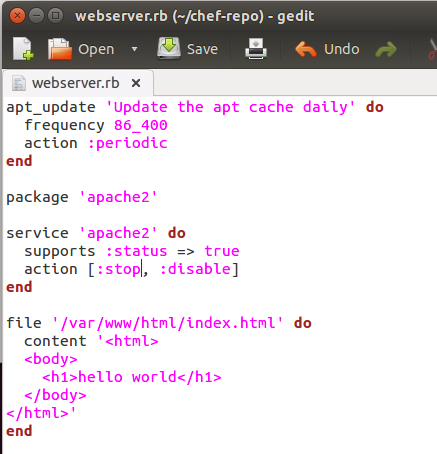 webserver.rb (~/chef-repo) - gedit
Open Save Undo
webserver.rb
apt_update 'Update the apt cache daily' do
  frequency 86_400
  action :periodic
end

package 'apache2'

service 'apache2' do
  supports :status => true
  action [:stop, :disable]
end

file '/var/www/html/index.html' do
  content '<html>
  <body>
    <h1>hello world</h1>
  </body>
</html>'
end